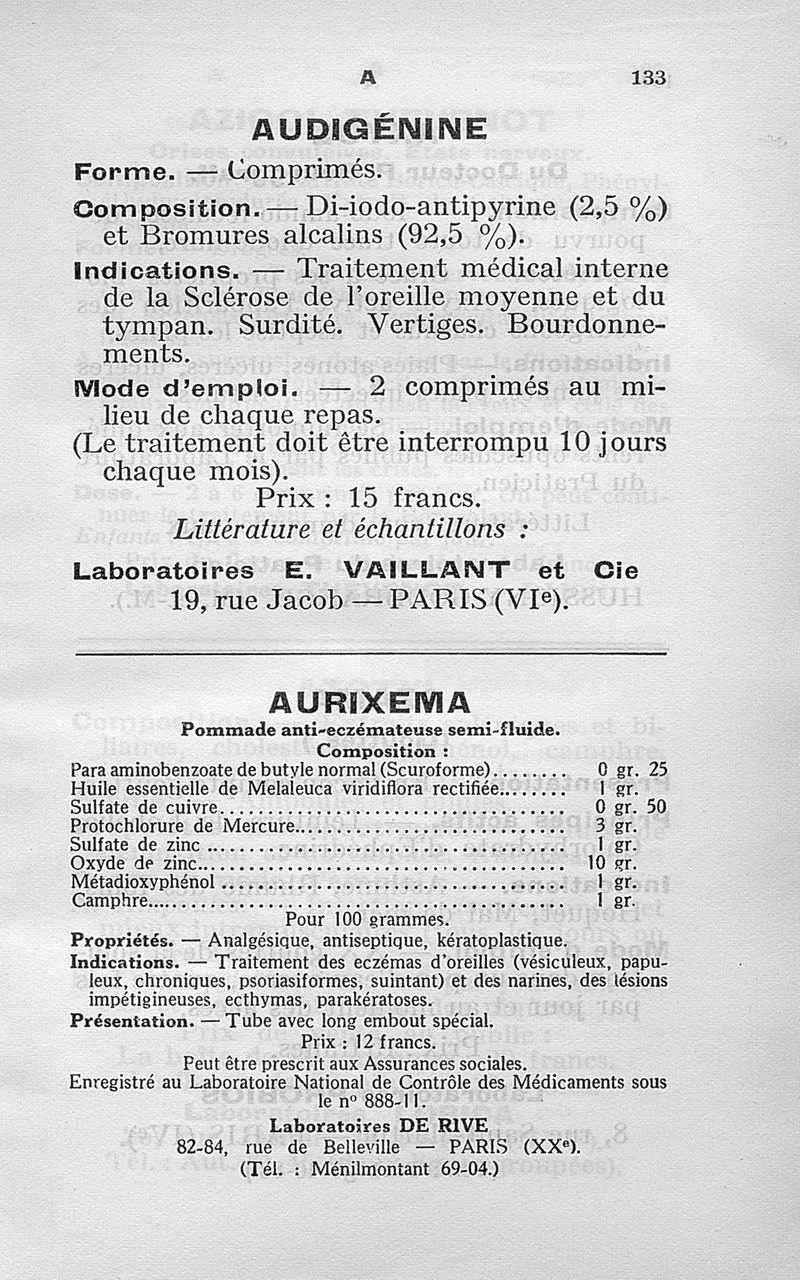 A 133
AUDIGÉNINE
Forme. — Comprimés.
Composition. — Di-iodo-antipyrine (2,5 %)
et Bromures alcalins (92,5 %).
Indications. — Traitement médical interne
de la Sclérose de l'oreille moyenne et du
tympan. Surdité. Vertiges. Bourdonne-
ments.
Mode d'emploi. — 2 comprimés au mi-
lieu de chaque repas.
(Le traitement doit être interrompu 10 jours
chaque mois).
Prix : 15 francs.
Littérature et échantillons :
Laboratoires E. VAILLANT et Cie
19, rue Jacob — PARIS (VIe).
AURIXEMA
Pommade anti-eczémateuse semi-fluide.
Composition :
Para aminobenzoate de butyle normal (Scuroforme)........ 0 gr. 25
Huile essentielle de Melaleuca viridiflora rectifiée........ 1 gr.
Sulfate de cuivre........ 0 gr. 50
Protochlorure de Mercure........ 3 gr.
Sulfate de zinc ........ 1 gr.
Oxyde de zinc........ 10 gr.
Métadioxyphénol ........ 1 gr.
Camphre........ 1 gr.
Pour 100 grammes.
Propriétés. — Analgésique, antiseptique, kératoplastique.
Indications. — Traitement des eczémas d'oreilles (vésiculeux, papu-
leux, chroniques, psoriasiformes, suintant) et des narines, des lésions
impétigineuses, ecthymas, parakératoses.
Présentation. — Tube avec long embout spécial.
Prix : 12 francs.
Peut être prescrit aux Assurances sociales.
Enregistré au Laboratoire National de Contrôle des Médicaments sous
le n° 888-11.
Laboratoires DE RIVE
82-84, rue de Belleville — PARIS (XXe).
(Tél. : Ménilmontant 69-04.)